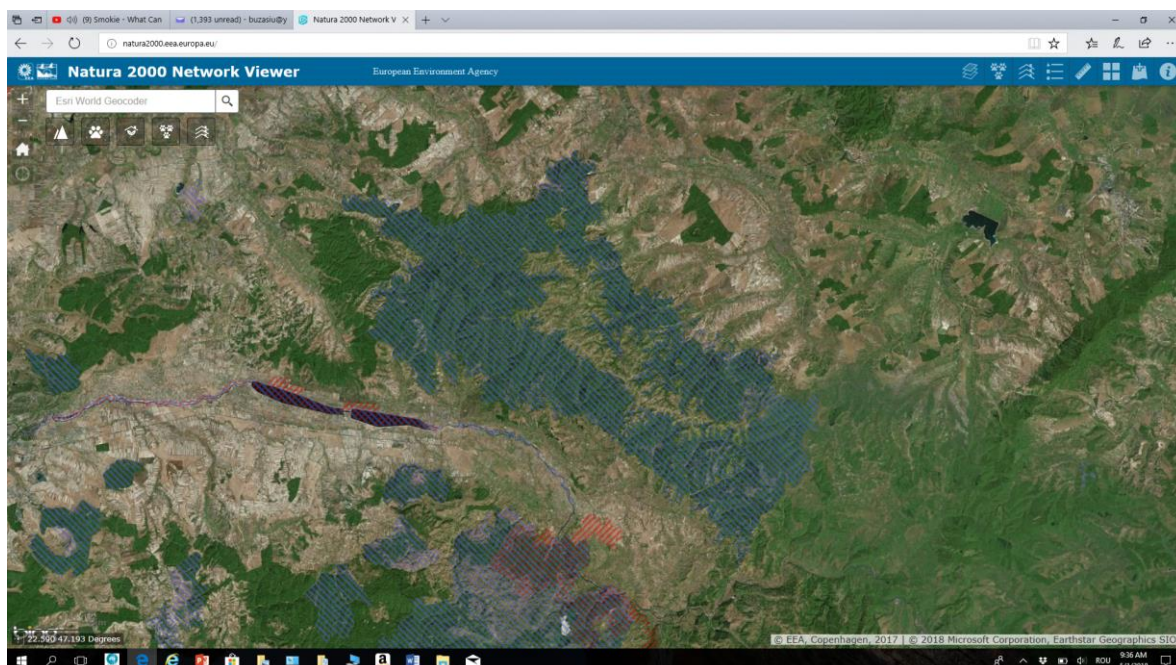 (9) Smokie - What Can
(1,393 unread) - buzasiu@y
Natura 2000 Network V
natura2000.eea.europa.eu/
Natura 2000 Network Viewer
European Environment Agency
Esri World Geocoder
22.590 47.193 Degrees
© EEA, Copenhagen, 2017 | © 2018 Microsoft Corporation, Earthstar Geographics SIO
9:36 AM
ROU